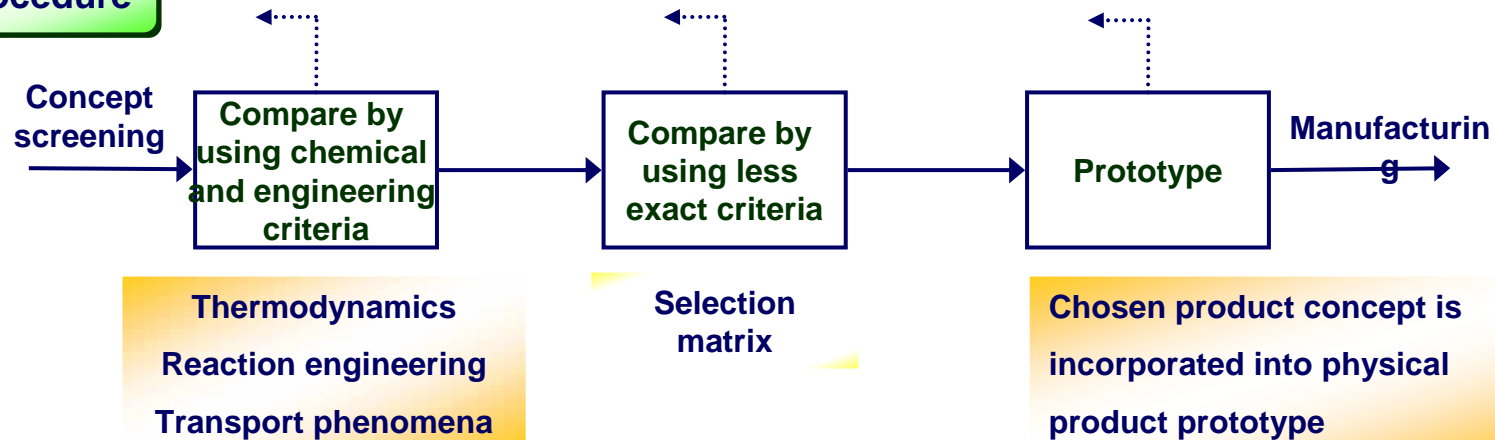 ocedure
Concept
screening
Compare by
using chemical
and engineering
criteria
Compare by
using less
exact criteria
Prototype
Manufacturin
g
Thermodynamics
Reaction engineering
Transport phenomena
Selection
matrix
Chosen product concept is
incorporated into physical
product prototype